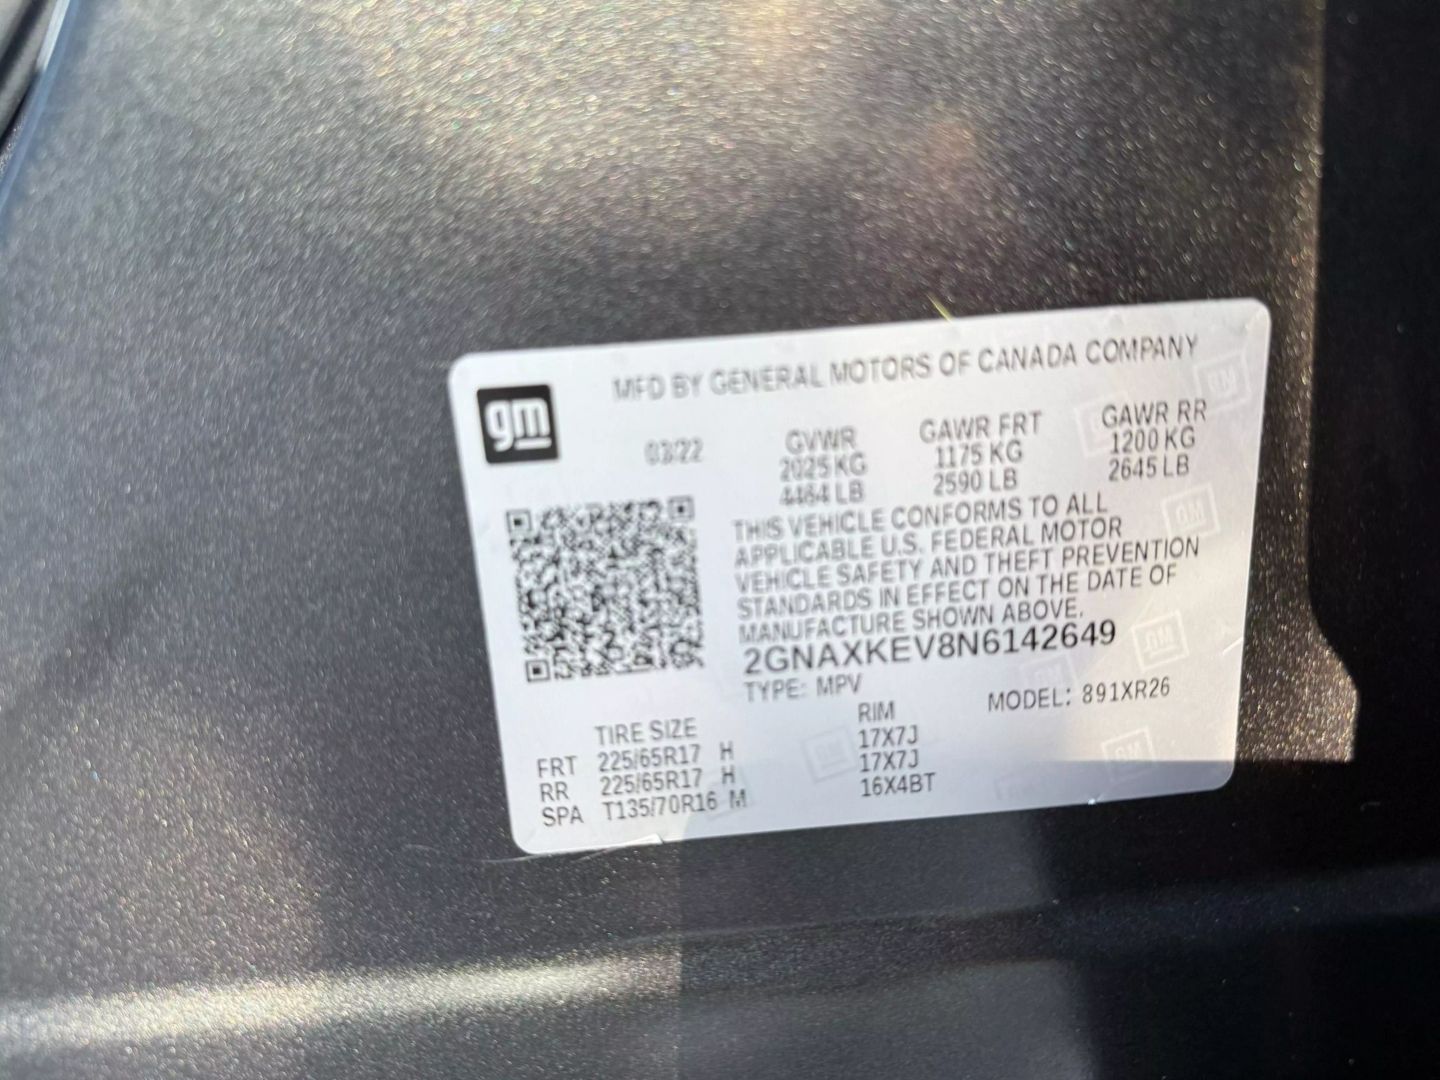 gm
MFD BY GENERAL MOTORS OF CANADA COMPANY
03/22
GVWR GAWR FRT GAWR RR
2025 KG 1175 KG 1200 KG
4464 LB 2590 LB 2645 LB
THIS VEHICLE CONFORMS TO ALL
APPLICABLE U.S. FEDERAL MOTOR
VEHICLE SAFETY AND THEFT PREVENTION
STANDARDS IN EFFECT ON THE DATE OF
MANUFACTURE SHOWN ABOVE.
2GNAXKEV8N6142649
TYPE: MPV MODEL: 891XR26
TIRE SIZE RIM
FRT 225/65R17 H 17X7J
RR 225/65R17 H 17X7J
SPA T135/70R16 M 16X4BT